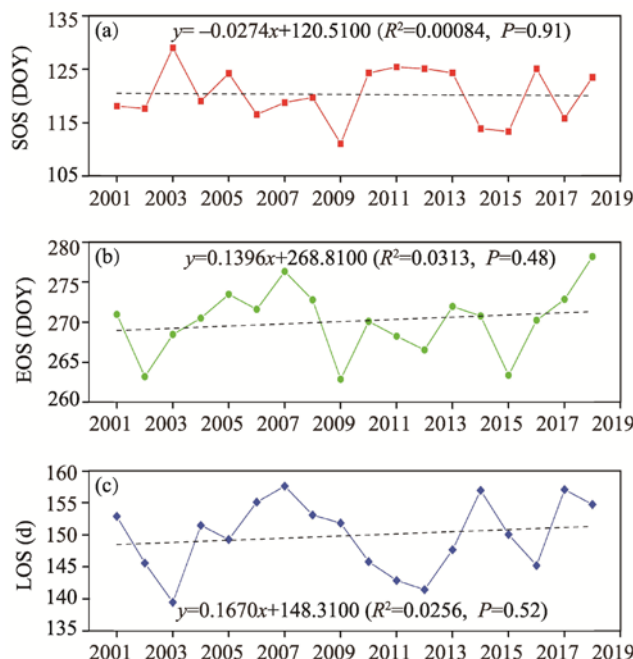 (a) y= –0.0274x+120.5100 (R²=0.00084, P=0.91)
135
125
115
105
SOS (DOY)
2001 2003 2005 2007 2009 2011 2013 2015 2017 2019
(b) y=0.1396x+268.8100 (R²=0.0313, P=0.48)
280
275
270
265
260
EOS (DOY)
2001 2003 2005 2007 2009 2011 2013 2015 2017 2019
(c)
160
155
150
145
140
135
LOS (d)
y=0.1670x+148.3100 (R²=0.0256, P=0.52)
2001 2003 2005 2007 2009 2011 2013 2015 2017 2019